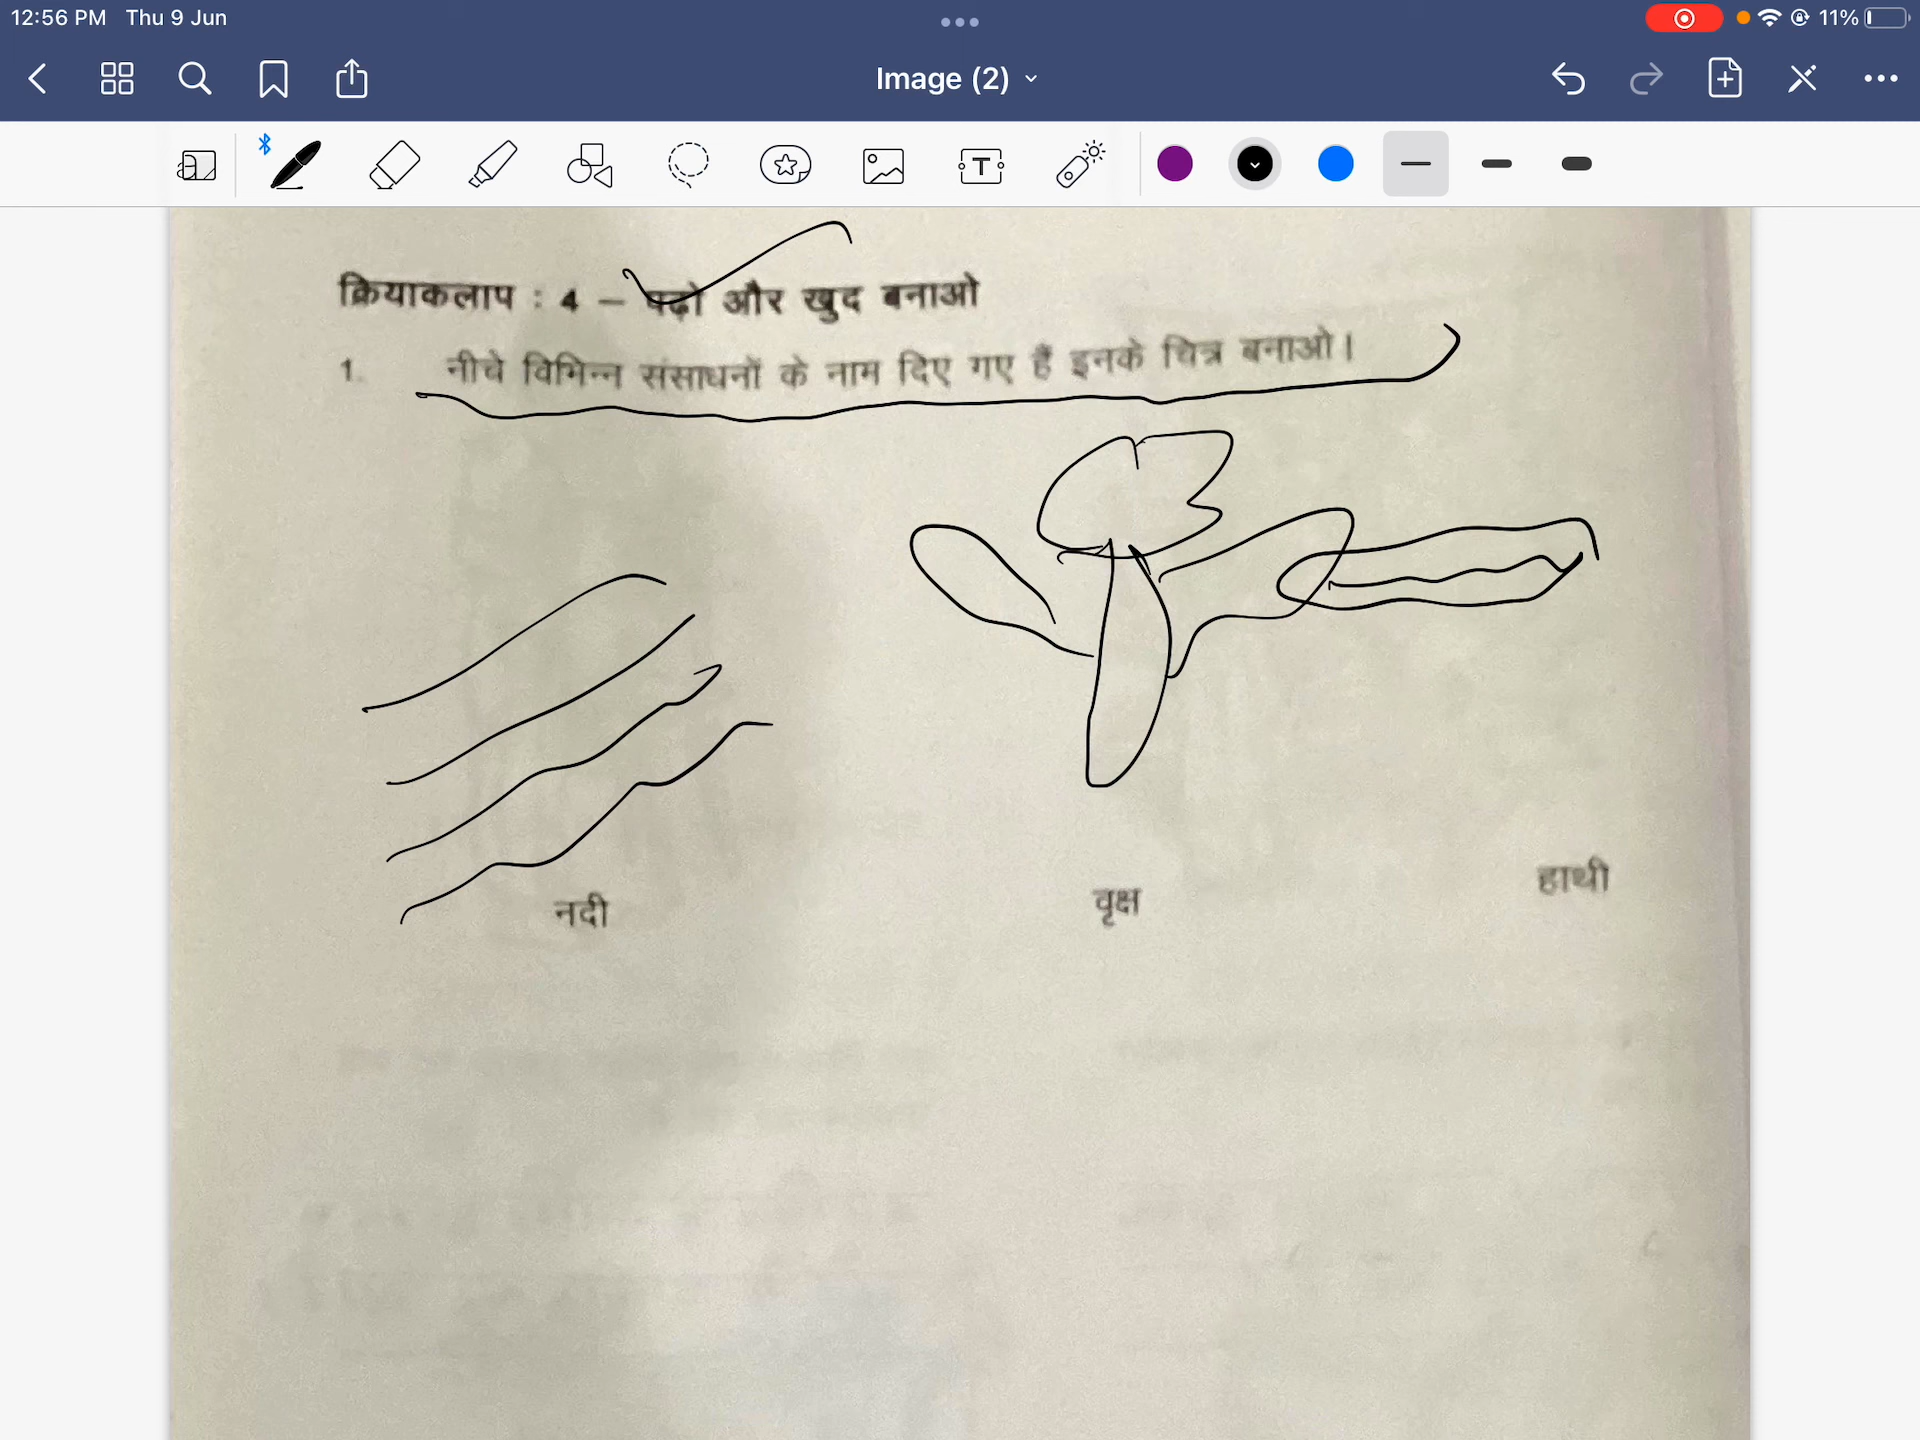 12:56 PM Thu 9 Jun
11%
Image (2)
क्रियाकलाप : 4 – पढ़ो और खुद बनाओ
1. नीचे विभिन्न संसाधनों के नाम दिए गए हैं इनके चित्र बनाओ।
हाथी
वृक्ष
नदी